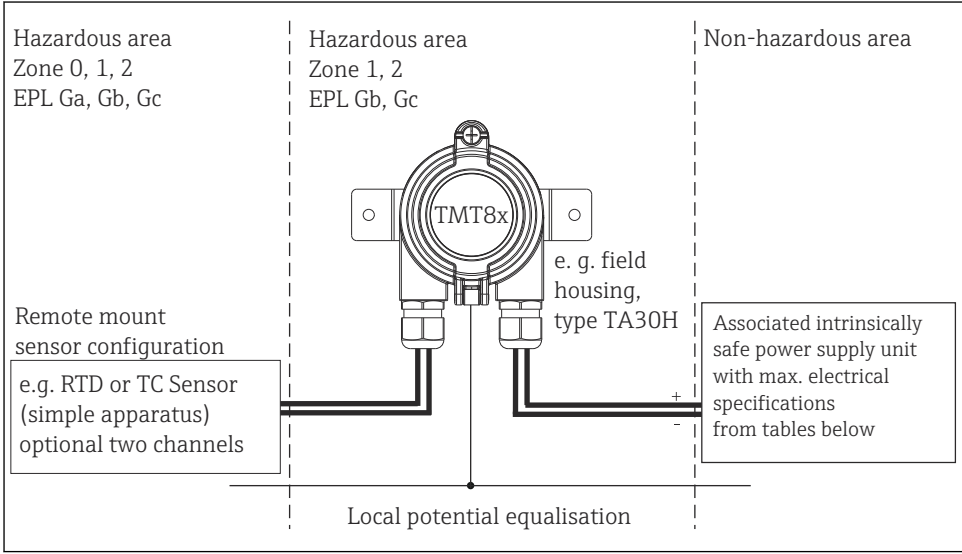 Hazardous area
Zone 0, 1, 2
EPL Ga, Gb, Gc
Hazardous area
Zone 1, 2
EPL Gb, Gc
Non-hazardous area
TMT8x
e. g. field
housing,
type TA30H
Remote mount
sensor configuration
e.g. RTD or TC Sensor
(simple apparatus)
optional two channels
+
-
Associated intrinsically
safe power supply unit
with max. electrical
specifications
from tables below
Local potential equalisation